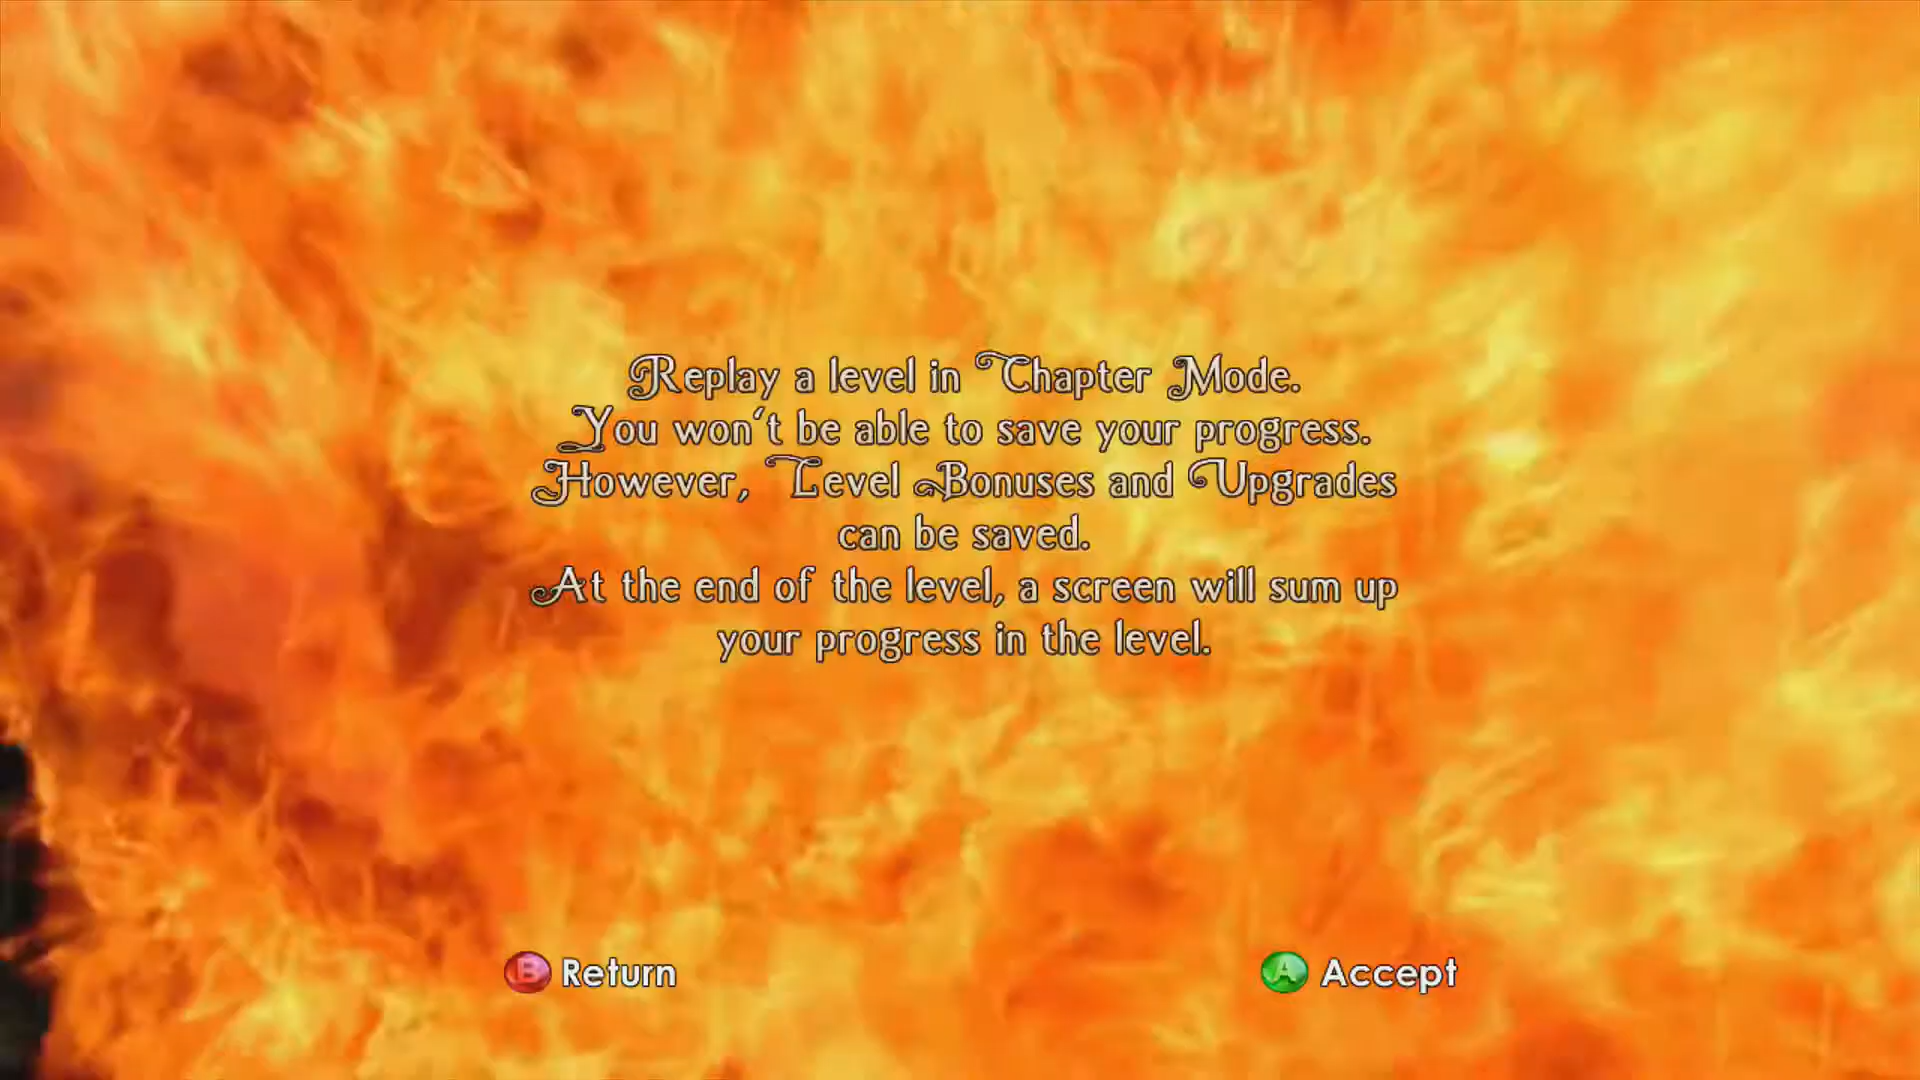 Replay a level in Chapter Mode.
You won't be able to save your progress.
However, Level Bonuses and Upgrades
can be saved.
At the end of the level, a screen will sum up
your progress in the level.
B Return
A Accept